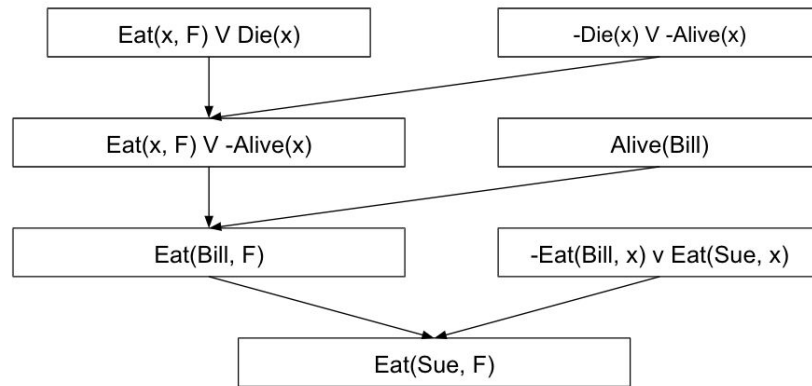 Eat(x, F) V Die(x)
-Die(x) V -Alive(x)
Eat(x, F) V -Alive(x)
Alive(Bill)
Eat(Bill, F)
-Eat(Bill, x) v Eat(Sue, x)
Eat(Sue, F)